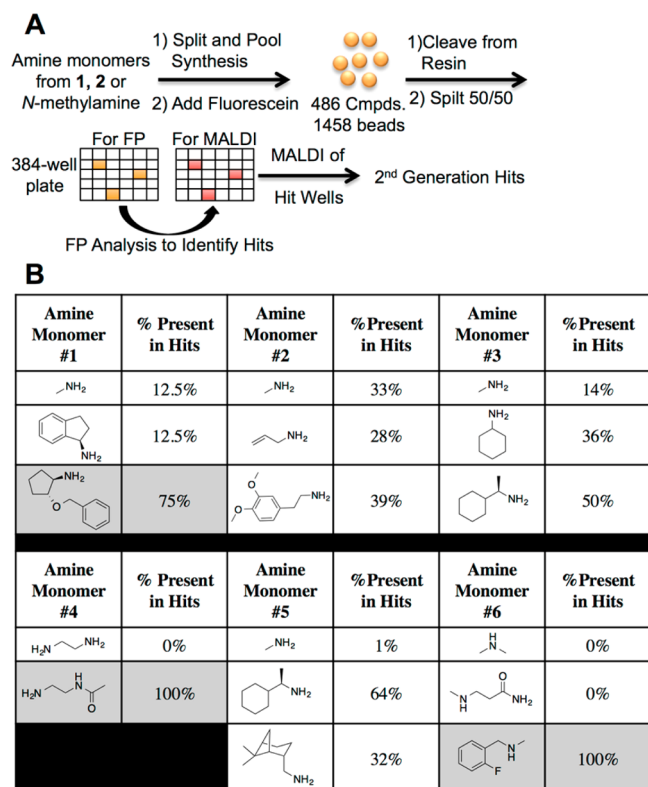 A
Amine monomers
from 1, 2 or
N-methylamine
1) Split and Pool
Synthesis
2) Add Fluorescein
486 Cmpds.
1458 beads
1)Cleave from
Resin
2) Spilt 50/50
384-well
plate
For FP
For MALDI
MALDI of
Hit Wells
2nd Generation Hits
FP Analysis to Identify Hits
B
Amine
Monomer
#1
% Present
in Hits
Amine
Monomer
#2
%Present
in Hits
Amine
Monomer
#3
%Present
in Hits
NH2
12.5%
NH2
33%
NH2
14%
NH2
12.5%
NH2
28%
NH2
36%
NH2
O
75%
O
O
NH2
39%
NH2
50%
Amine
Monomer
#4
% Present
in Hits
Amine
Monomer
#5
%Present
in Hits
Amine
Monomer
#6
%Present
in Hits
H2N NH2
0%
NH2
1%
H
N
0%
H2N
H
N
O
100%
NH2
64%
N
H
O
NH2
0%
NH2
32%
N
H
F
100%